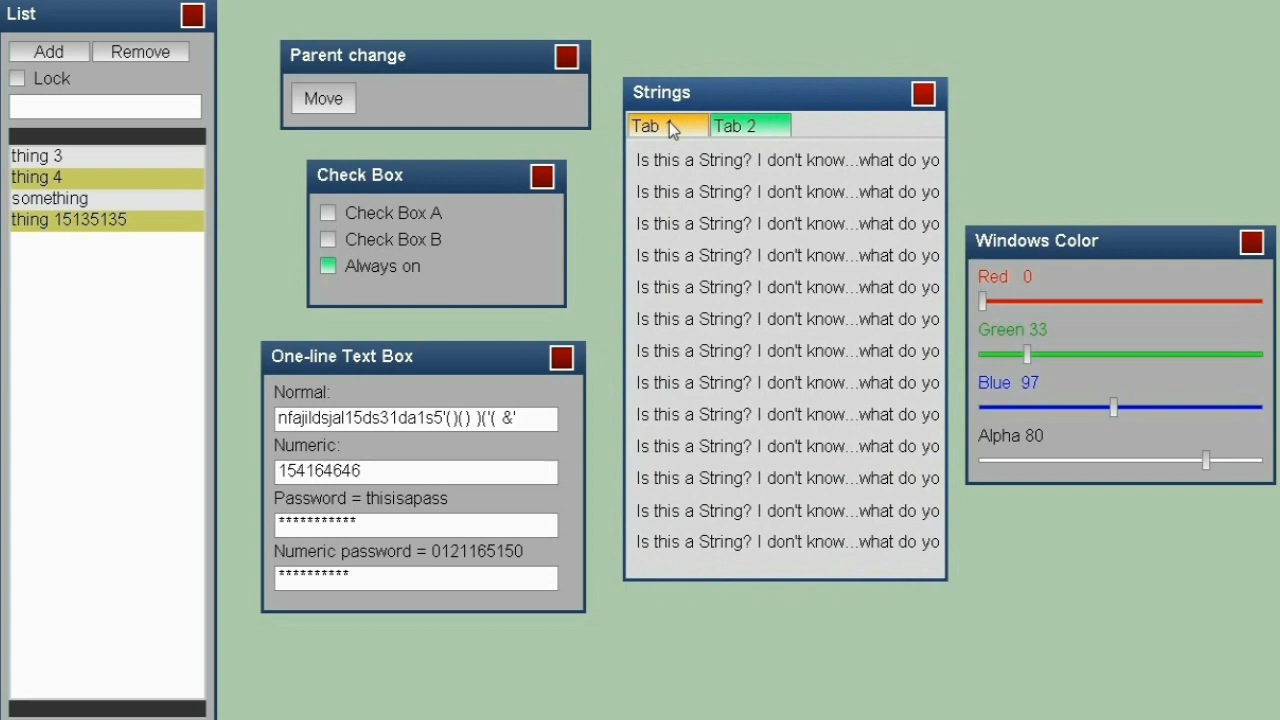 List
Add Remove
Lock
thing 3
thing 4
something
thing 15135135
Parent change
Move
Check Box
Check Box A
Check Box B
Always on
One-line Text Box
Normal:
nfajildsjal15ds31da1s5'()() )('( &'
Numeric:
154164646
Password = thisisapass
***********
Numeric password = 0121165150
**********
Strings
Tab Tab 2
Is this a String? I don't know...what do yo
Is this a String? I don't know...what do yo
Is this a String? I don't know...what do yo
Is this a String? I don't know...what do yo
Is this a String? I don't know...what do yo
Is this a String? I don't know...what do yo
Is this a String? I don't know...what do yo
Is this a String? I don't know...what do yo
Is this a String? I don't know...what do yo
Is this a String? I don't know...what do yo
Is this a String? I don't know...what do yo
Is this a String? I don't know...what do yo
Is this a String? I don't know...what do yo
Windows Color
Red 0
Green 33
Blue 97
Alpha 80